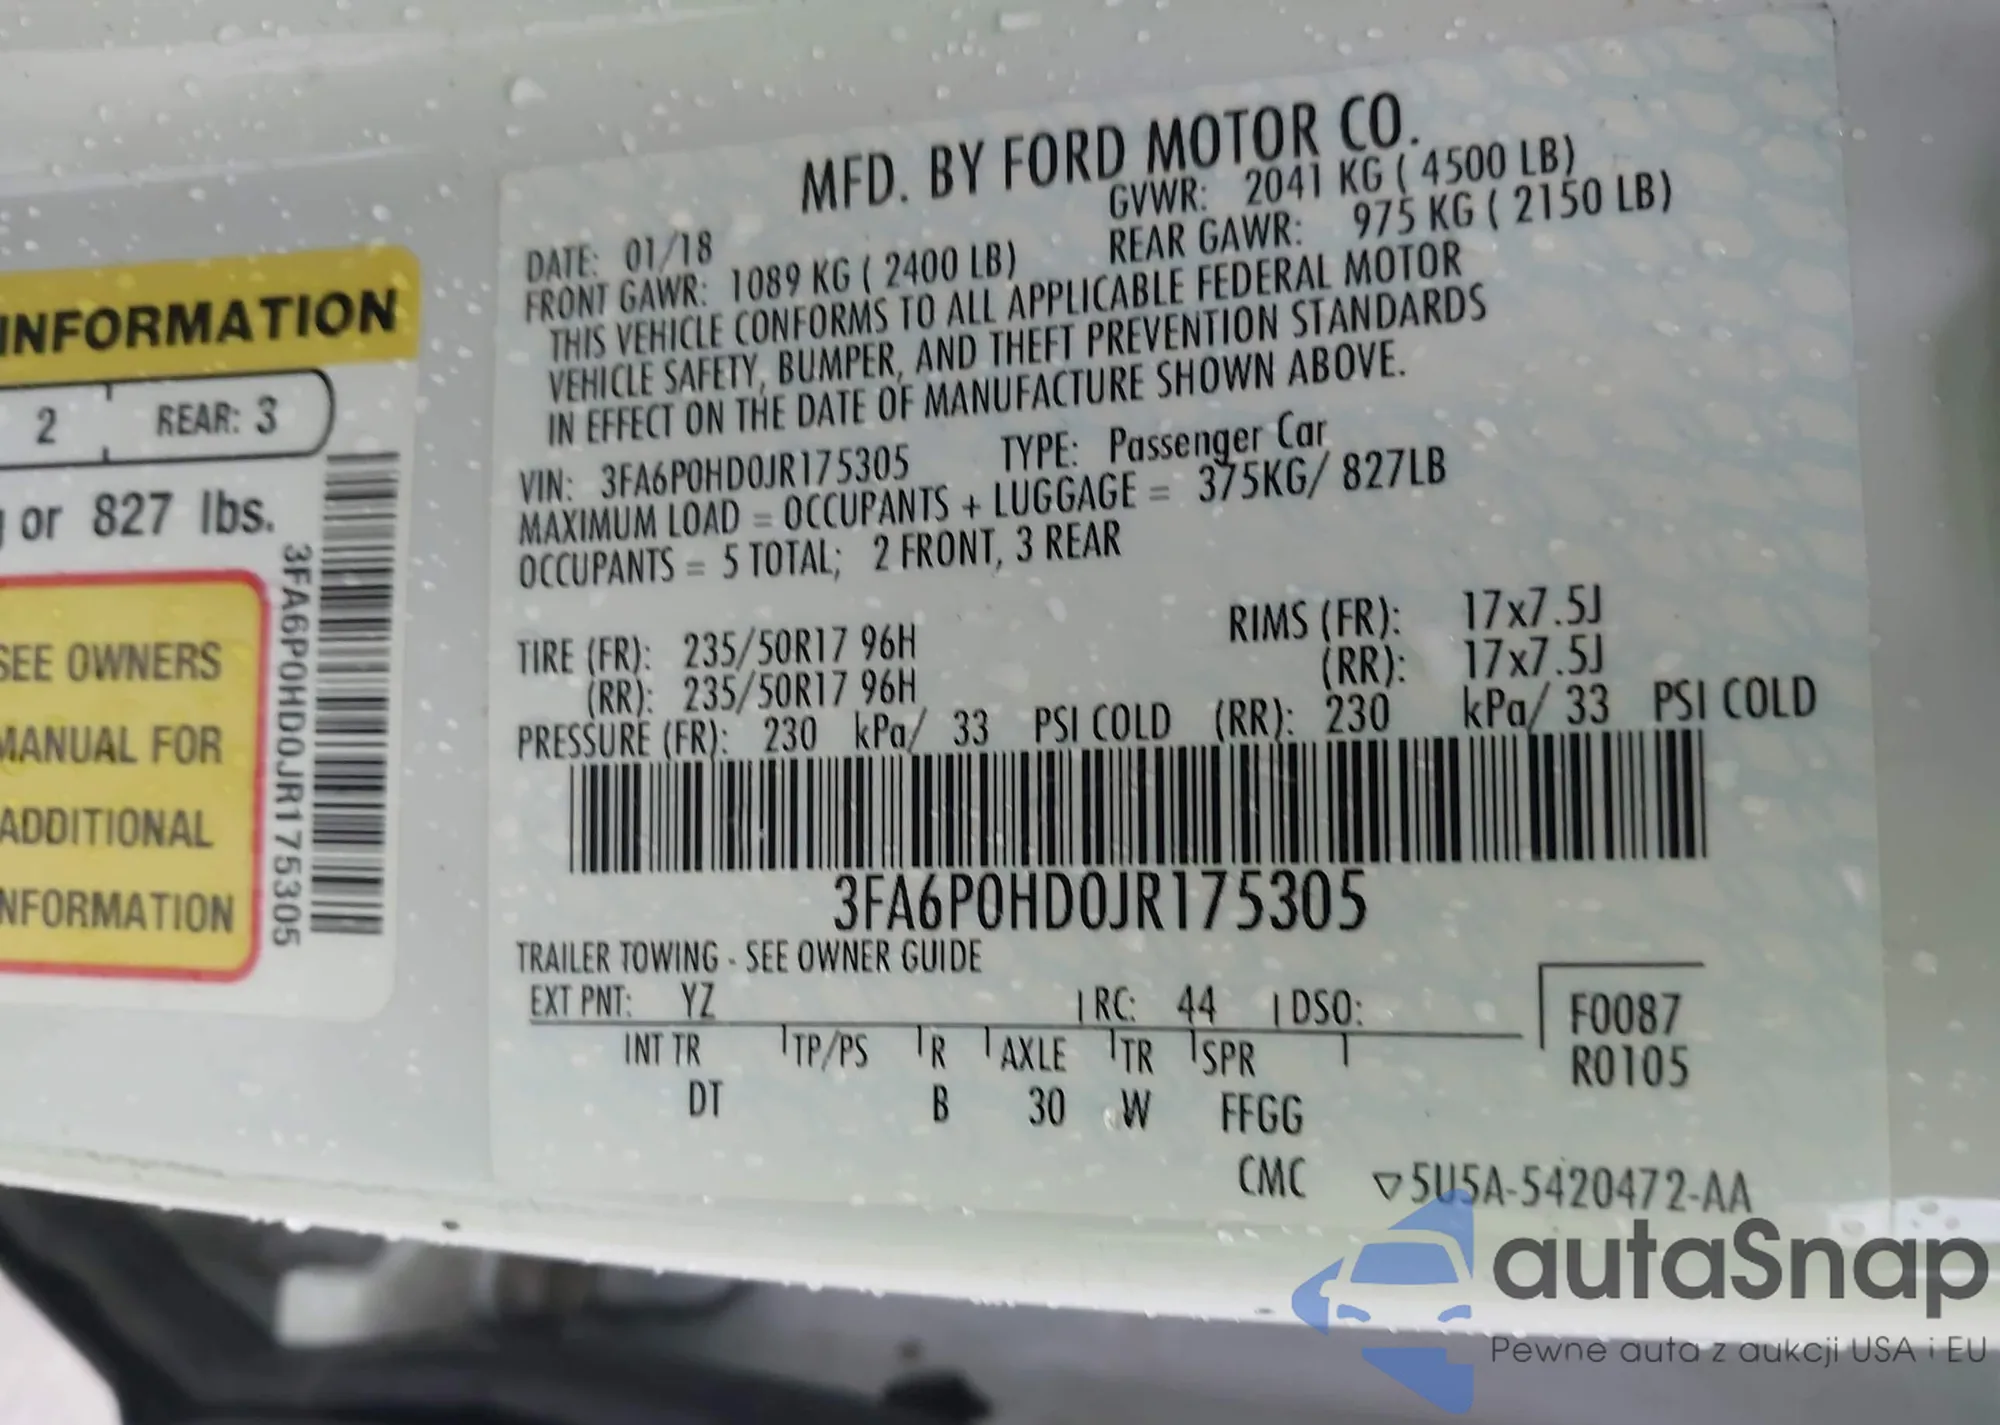 INFORMATION
2 REAR: 3
or 827 lbs.
SEE OWNERS
MANUAL FOR
ADDITIONAL
INFORMATION
3FA6P0HD0JR175305
MFD. BY FORD MOTOR CO.
DATE: 01/18 GVWR: 2041 KG ( 4500 LB)
FRONT GAWR: 1089 KG ( 2400 LB) REAR GAWR: 975 KG ( 2150 LB)
THIS VEHICLE CONFORMS TO ALL APPLICABLE FEDERAL MOTOR
VEHICLE SAFETY, BUMPER, AND THEFT PREVENTION STANDARDS
IN EFFECT ON THE DATE OF MANUFACTURE SHOWN ABOVE.
VIN: 3FA6P0HD0JR175305 TYPE: Passenger Car
MAXIMUM LOAD = OCCUPANTS + LUGGAGE = 375KG/ 827LB
OCCUPANTS = 5 TOTAL; 2 FRONT, 3 REAR
TIRE (FR): 235/50R17 96H RIMS (FR): 17x7.5J
(RR): 235/50R17 96H (RR): 17x7.5J
PRESSURE (FR): 230 kPa/ 33 PSI COLD (RR): 230 kPa/ 33 PSI COLD
3FA6P0HD0JR175305
TRAILER TOWING - SEE OWNER GUIDE
EXT PNT: YZ RC: 44 DSO: F0087
INT TR TP/PS R AXLE TR SPR R0105
DT B 30 W FFGG
CMC ▽5U5A-5420472-AA
autaSnap
Pewne auta z aukcji USA i EU